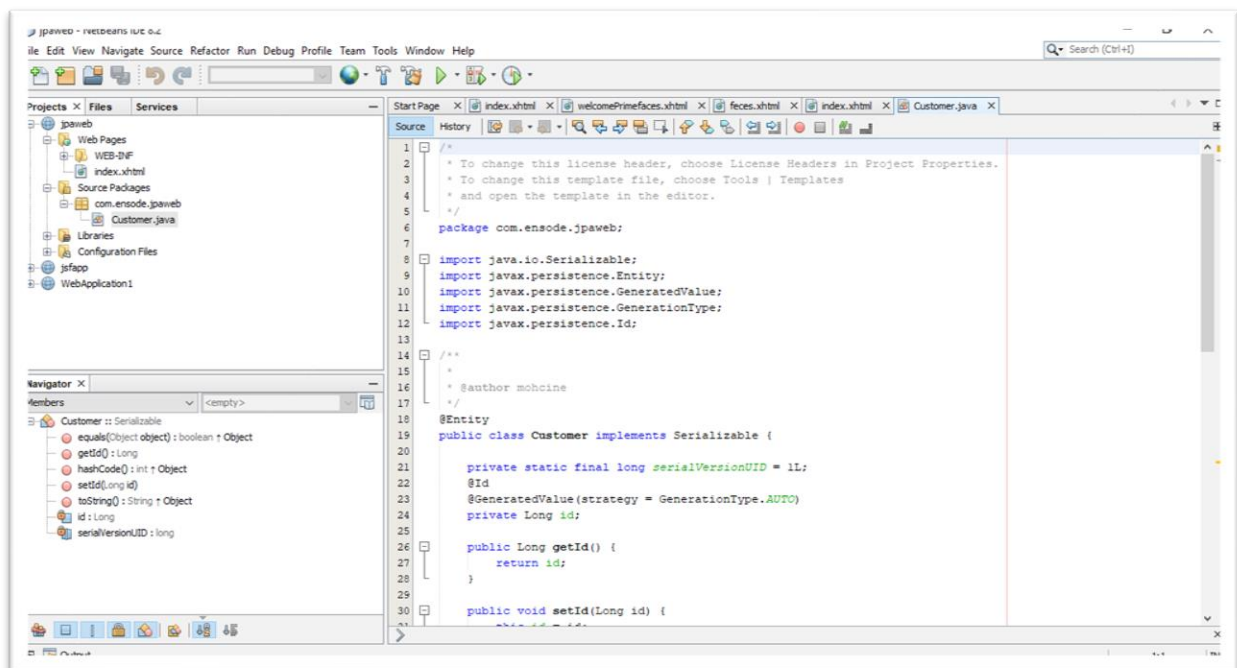 jpaweb - NetBeans IDE 8.2
ile Edit View Navigate Source Refactor Run Debug Profile Team Tools Window Help
Search (Ctrl+I)
Projects Files Services
jpaweb
Web Pages
WEB-INF
index.xhtml
Source Packages
com.ensode.jpaweb
Customer.java
Libraries
Configuration Files
jsfapp
WebApplication1
Navigator
Members <empty>
Customer :: Serializable
equals(Object object) : boolean ↑ Object
getId() : Long
hashCode() : int ↑ Object
setId(Long id)
toString() : String ↑ Object
id : Long
serialVersionUID : long
Output
Start Page index.xhtml welcomePrimefaces.xhtml feces.xhtml index.xhtml Customer.java
Source History
1 /*
2 * To change this license header, choose License Headers in Project Properties.
3 * To change this template file, choose Tools | Templates
4 * and open the template in the editor.
5 */
6 package com.ensode.jpaweb;
7
8 import java.io.Serializable;
9 import javax.persistence.Entity;
10 import javax.persistence.GeneratedValue;
11 import javax.persistence.GenerationType;
12 import javax.persistence.Id;
13
14 /**
15 *
16 * @author mohcine
17 */
18 @Entity
19 public class Customer implements Serializable {
20
21 private static final long serialVersionUID = 1L;
22 @Id
23 @GeneratedValue(strategy = GenerationType.AUTO)
24 private Long id;
25
26 public Long getId() {
27 return id;
28 }
29
30 public void setId(Long id) {
31 this.id = id;